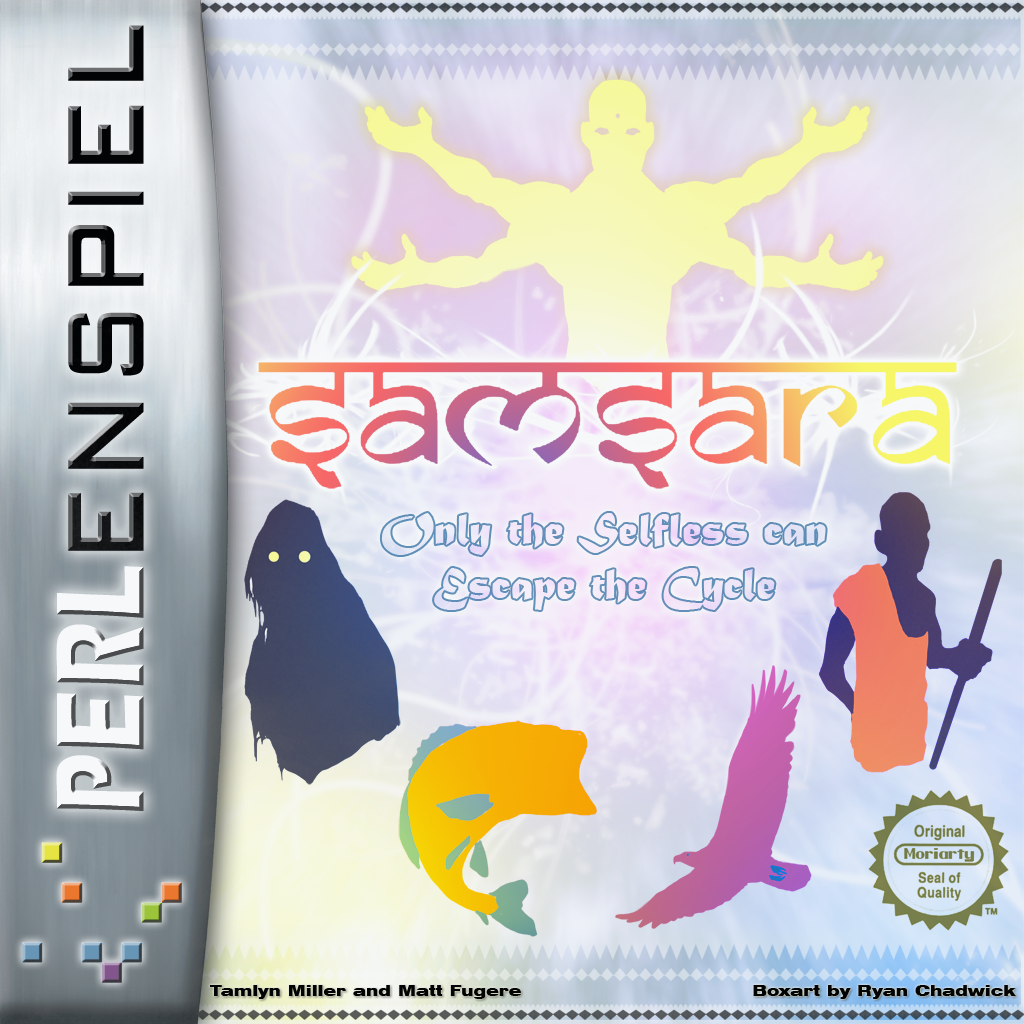 PERLENSPIEL
samsara
Only the Selfless can
Escape the Cycle
Original
Moriarty
Seal of
Quality
TM
Tamlyn Miller and Matt Fugere
Boxart by Ryan Chadwick